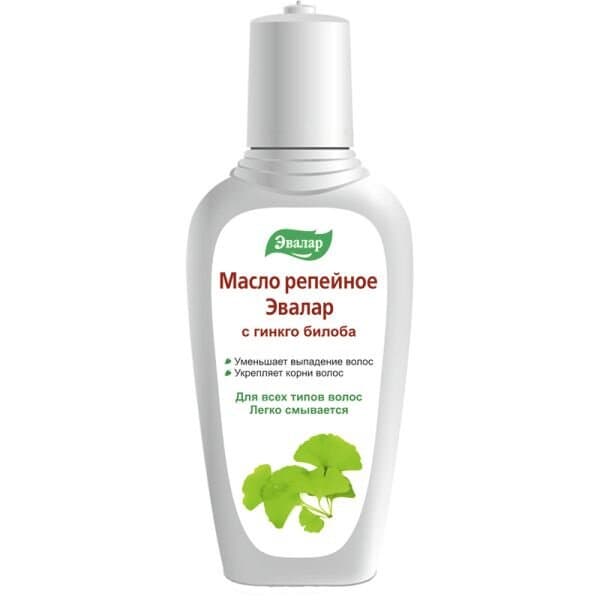 Эвалар
Масло репейное
Эвалар
с гинкго билоба
Уменьшает выпадение волос
Укрепляет корни волос
Для всех типов волос
Легко смывается